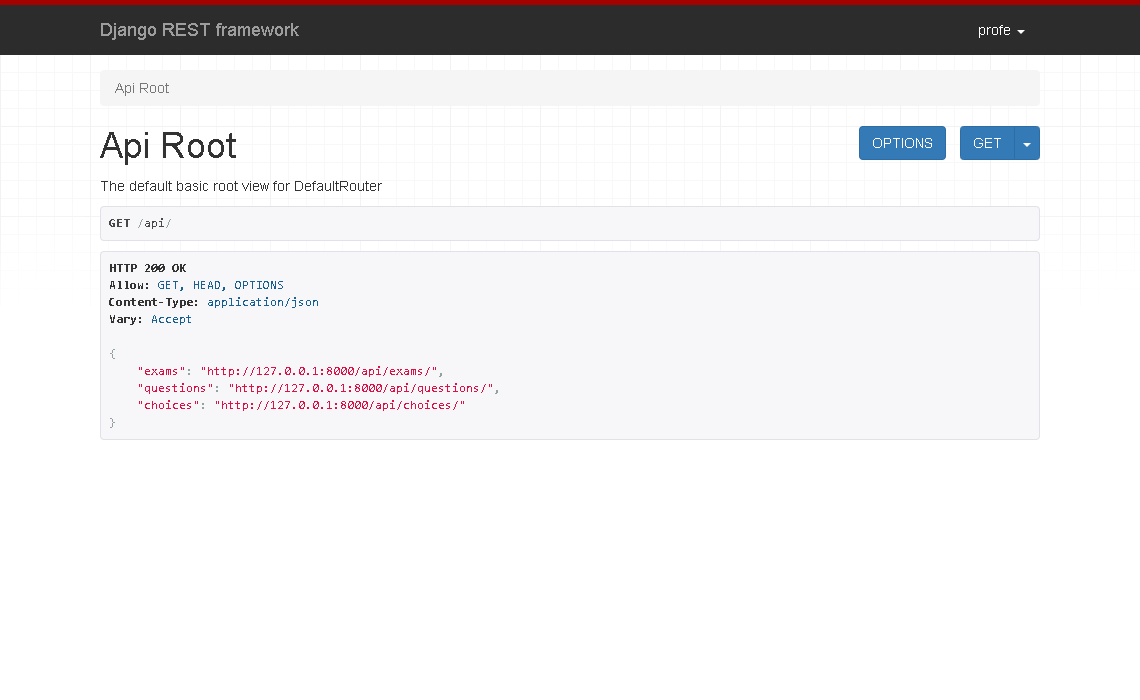 Django REST framework
profe
Api Root
Api Root
OPTIONS
GET
The default basic root view for DefaultRouter
GET /api/
HTTP 200 OK
Allow: GET, HEAD, OPTIONS
Content-Type: application/json
Vary: Accept
{
    "exams": "http://127.0.0.1:8000/api/exams/",
    "questions": "http://127.0.0.1:8000/api/questions/",
    "choices": "http://127.0.0.1:8000/api/choices/"
}